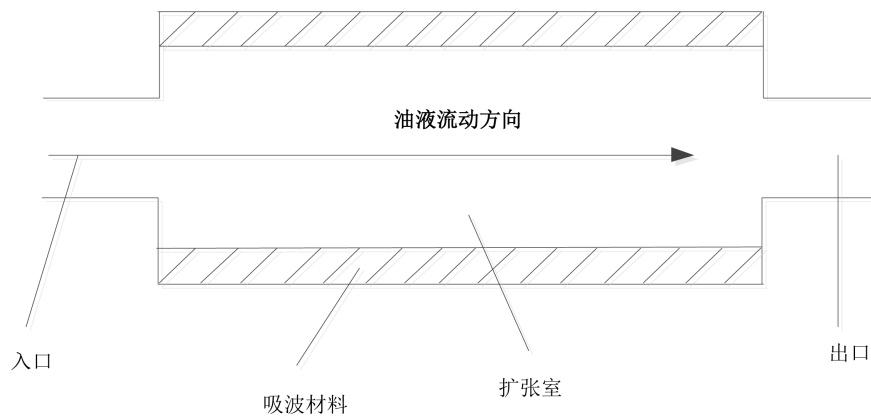 油液流动方向
入口
吸波材料
扩张室
出口